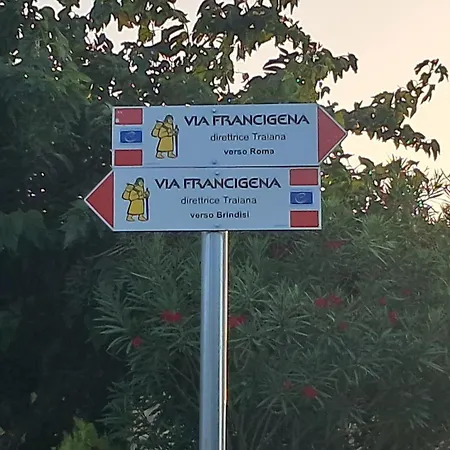 VIA FRANCIGENA
direttrice Traiana
verso Roma
VIA FRANCIGENA
direttrice Traiana
verso Brindisi